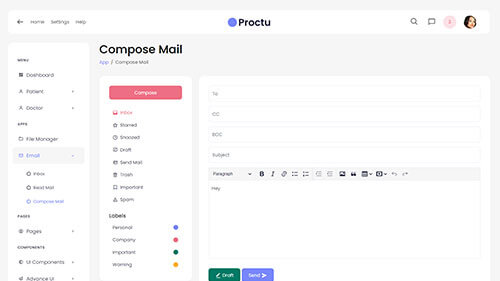 Home Settings Help
Proctu
Compose Mail
App / Compose Mail
MENU
Dashboard
Patient
Doctor
APPS
File Manager
Email
Inbox
Read Mail
Compose Mail
PAGES
Pages
COMPONENTS
UI Components
Advance UI
Compose
Inbox
Starred
Snoozed
Draft
Send Mail
Trash
Important
Spam
Labels
Personal
Company
Important
Warning
To
CC
BCC
Subject
Paragraph B I
Hey
Draft Send